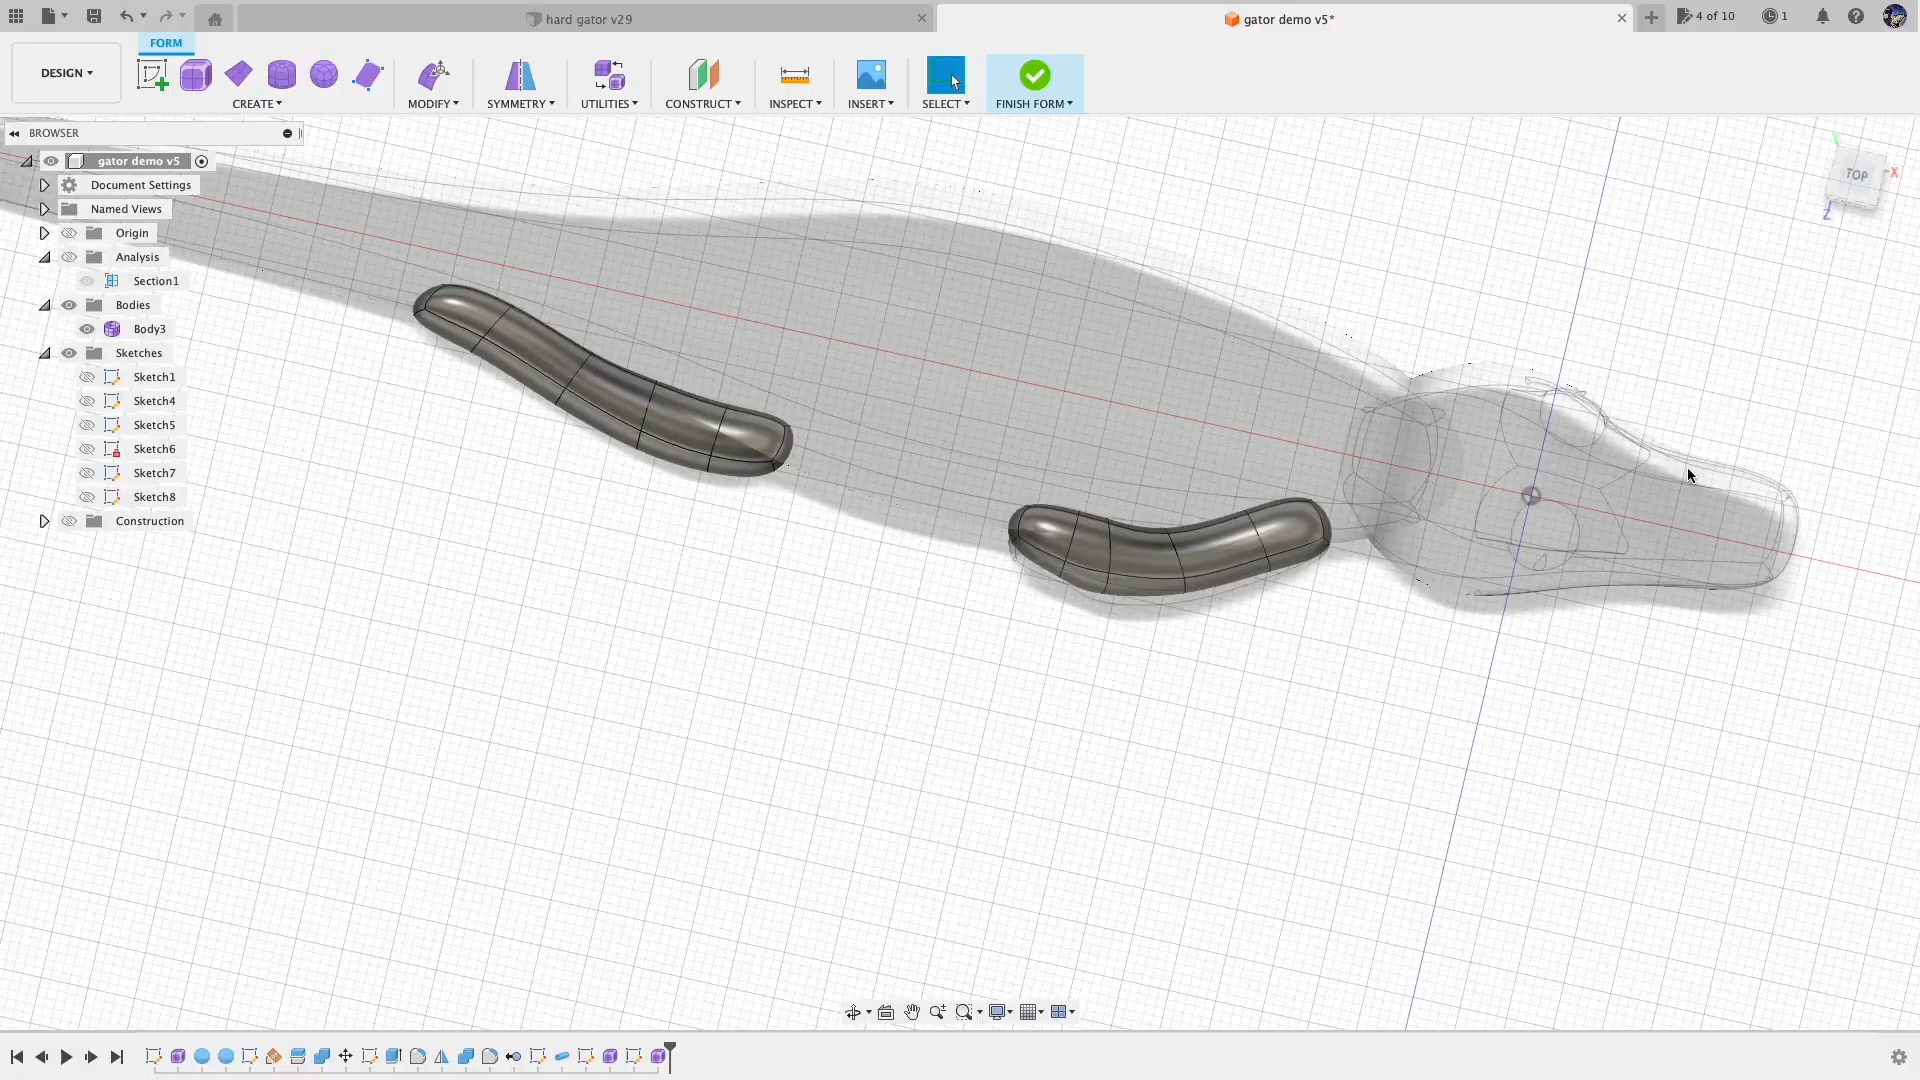 hard gator v29
gator demo v5*
4 of 10
1
FORM
DESIGN
CREATE
MODIFY
SYMMETRY
UTILITIES
CONSTRUCT
INSPECT
INSERT
SELECT
FINISH FORM
BROWSER
gator demo v5
Document Settings
Named Views
Origin
Analysis
Section1
Bodies
Body3
Sketches
Sketch1
Sketch4
Sketch5
Sketch6
Sketch7
Sketch8
Construction
TOP
X
Z